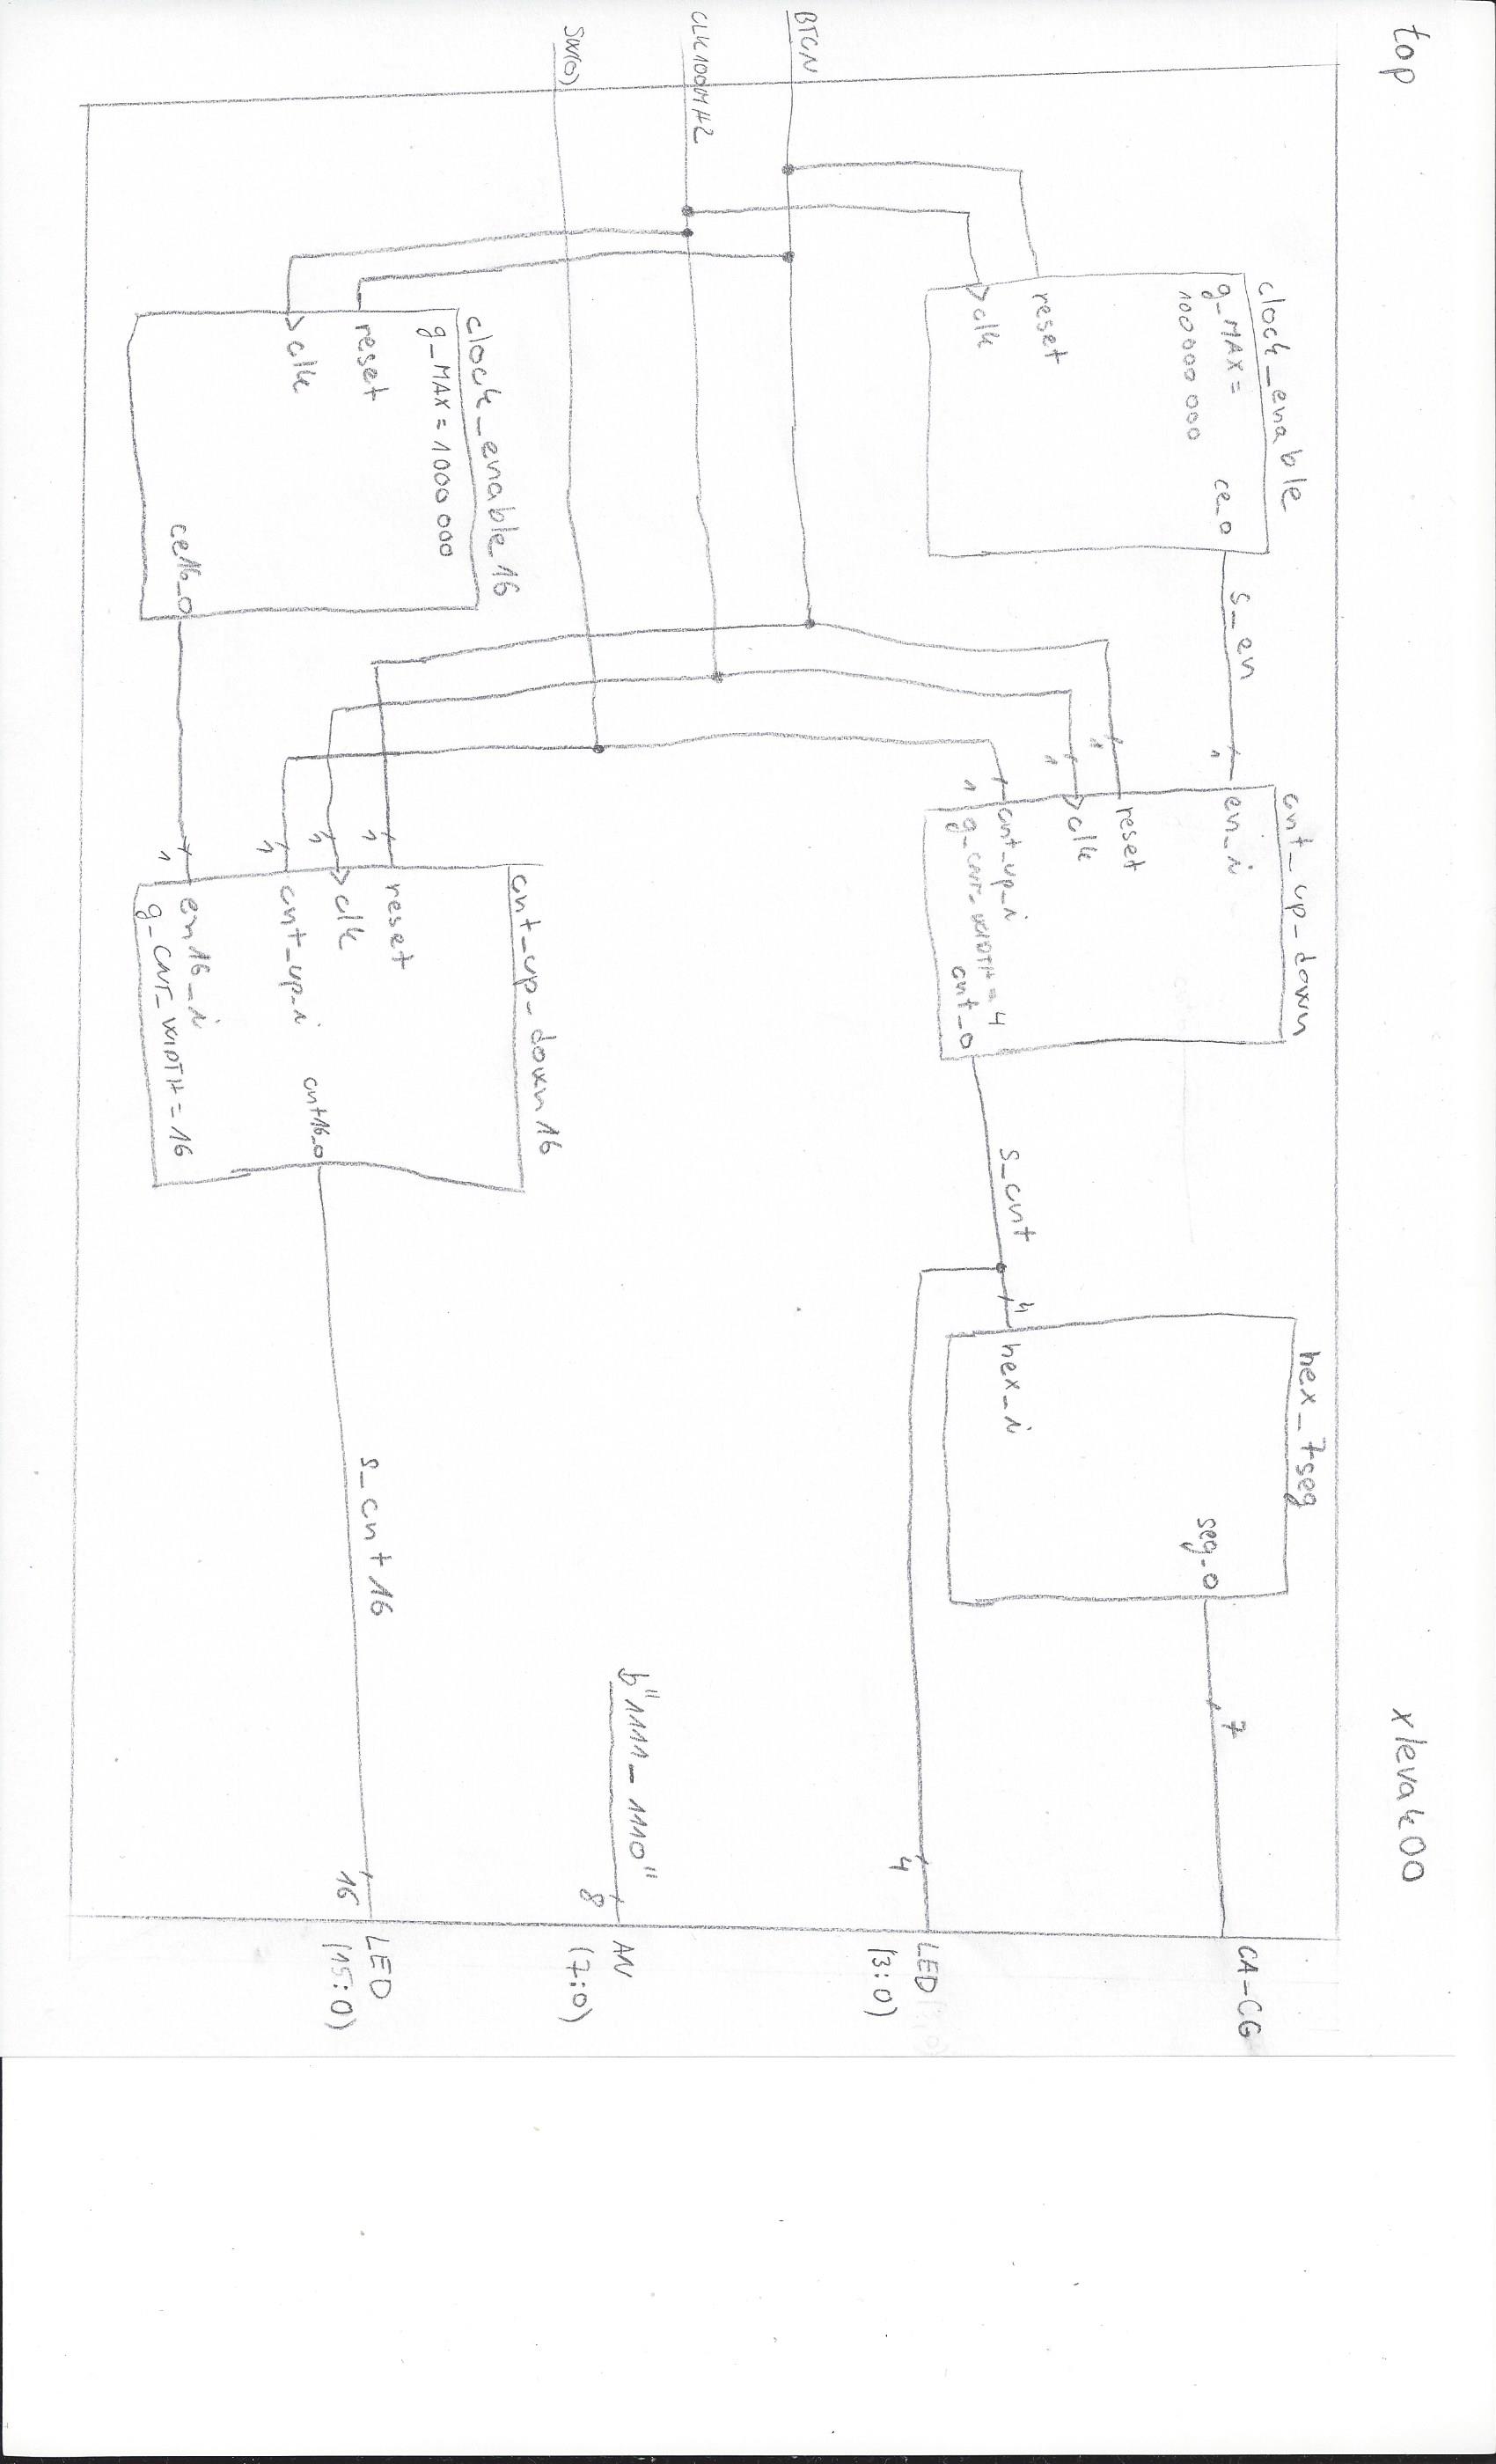 top
xlevak00
clock_enable
g_MAX =
100000 000
ce_o
reset
clk
s_en
1
cnt_up_down
en_i
reset
1
clk
1
cnt_up_i
1
g_CNT_WIDTH = 4
cnt_o
s_cnt
4
hex_7seg
seg_o
hex_i
7
CA-CG
4
LED
(3:0)
BTCN
CLK100MHZ
SW(0)
b"1111_1110"
8
AN
(7:0)
clock_enable16
g_MAX = 1000 000
reset
clk
ce16_o
1
cnt_up_down16
reset
1
clk
1
cnt_up_i
1
en16_i
g_CNT_WIDTH = 16
cnt16_o
s_cnt16
16
LED
(15:0)